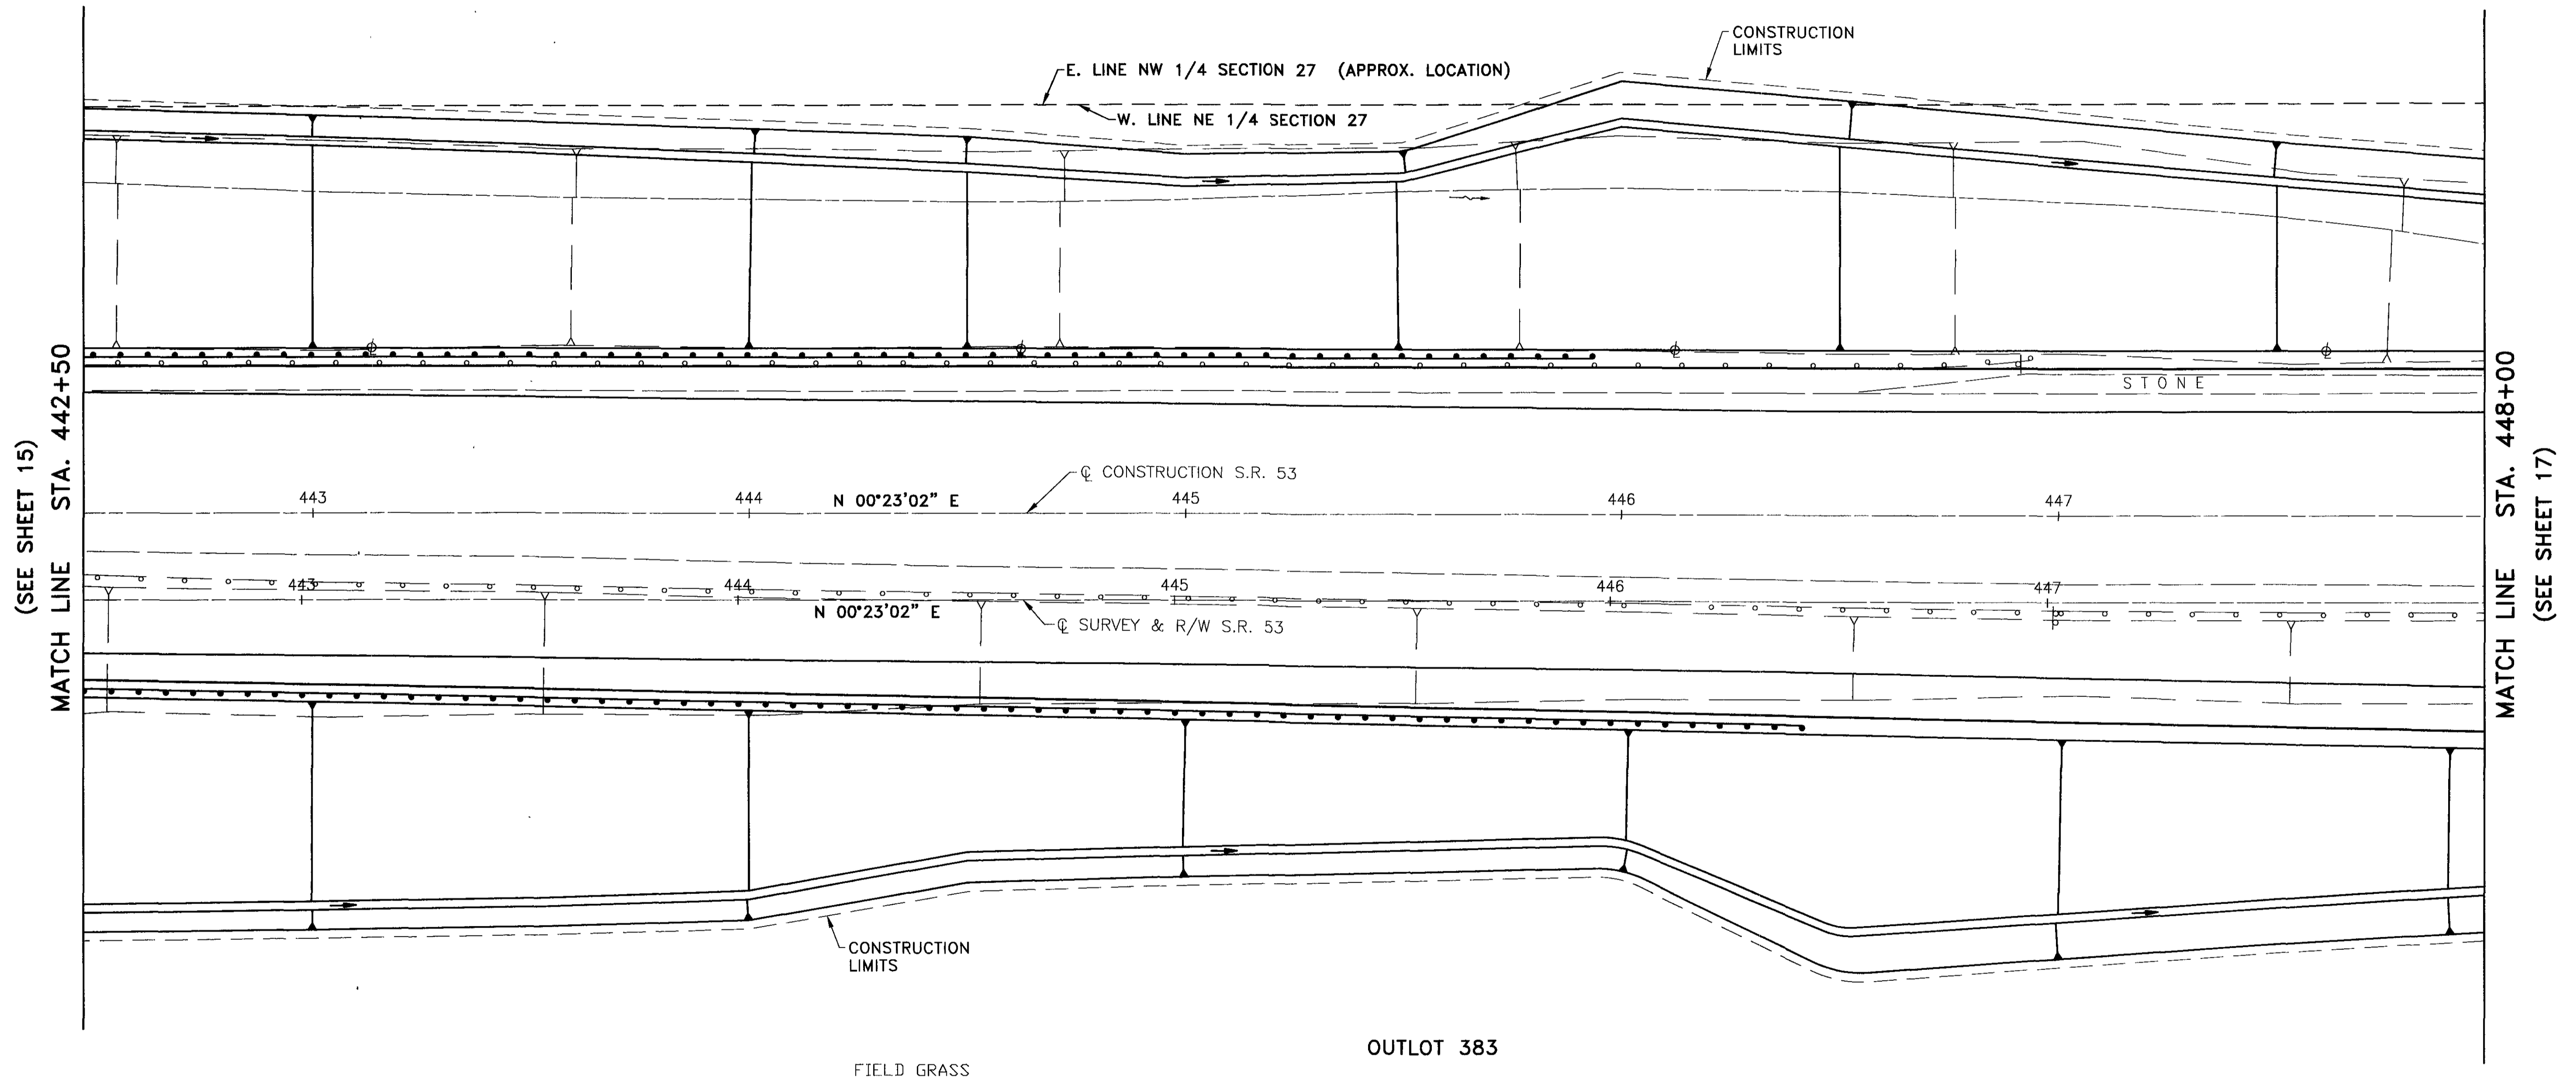 CONSTRUCTION
LIMITS
E. LINE NW 1/4 SECTION 27 (APPROX. LOCATION)
W. LINE NE 1/4 SECTION 27
(SEE SHEET 15)
MATCH LINE STA. 442+50
STONE
℄ CONSTRUCTION S.R. 53
443 444 N 00°23'02" E 445 446 447
443 444 445 446 447
N 00°23'02" E
℄ SURVEY & R/W S.R. 53
MATCH LINE STA. 448+00
(SEE SHEET 17)
CONSTRUCTION
LIMITS
OUTLOT 383
FIELD GRASS